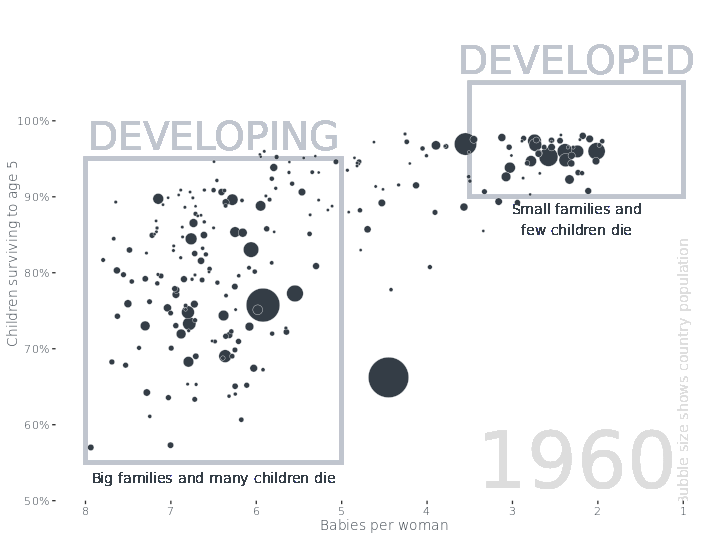 DEVELOPED
DEVELOPING
100%
90%
80%
70%
60%
50%
Children surviving to age 5
Small families and
few children die
Big families and many children die
1960
Bubble size shows country population
8 7 6 5 4 3 2 1
Babies per woman